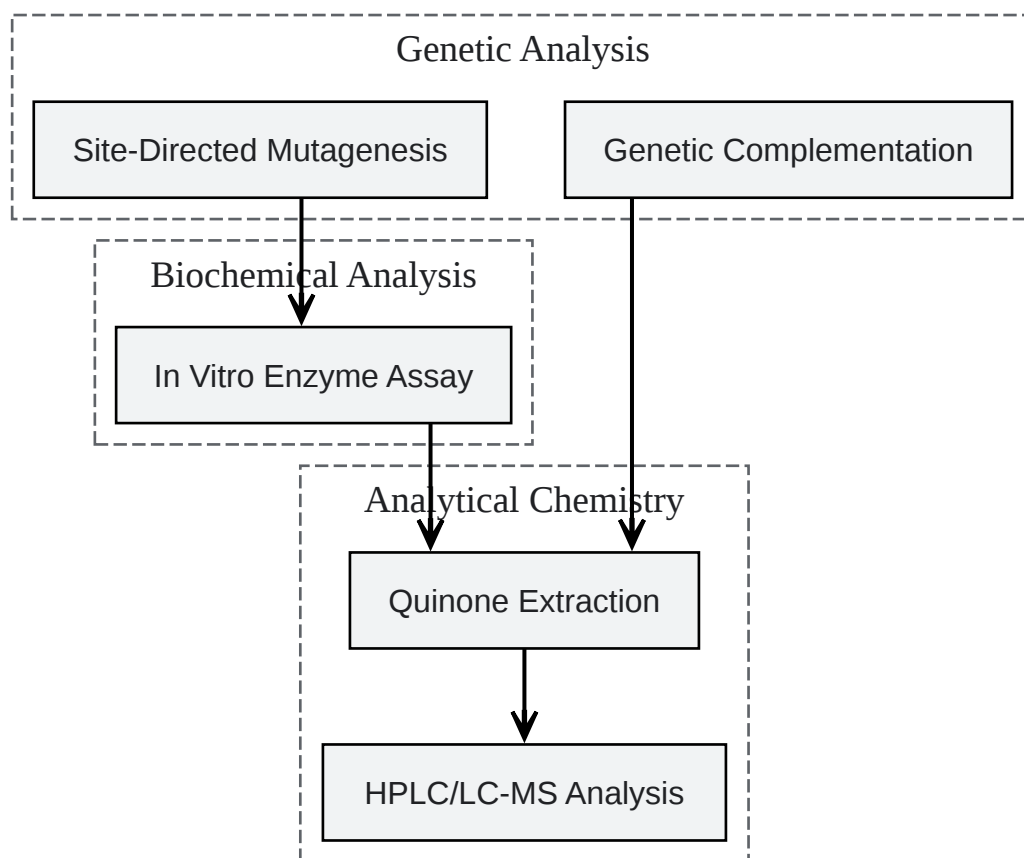 Genetic Analysis
Site-Directed Mutagenesis
Genetic Complementation
Biochemical Analysis
In Vitro Enzyme Assay
Analytical Chemistry
Quinone Extraction
HPLC/LC-MS Analysis